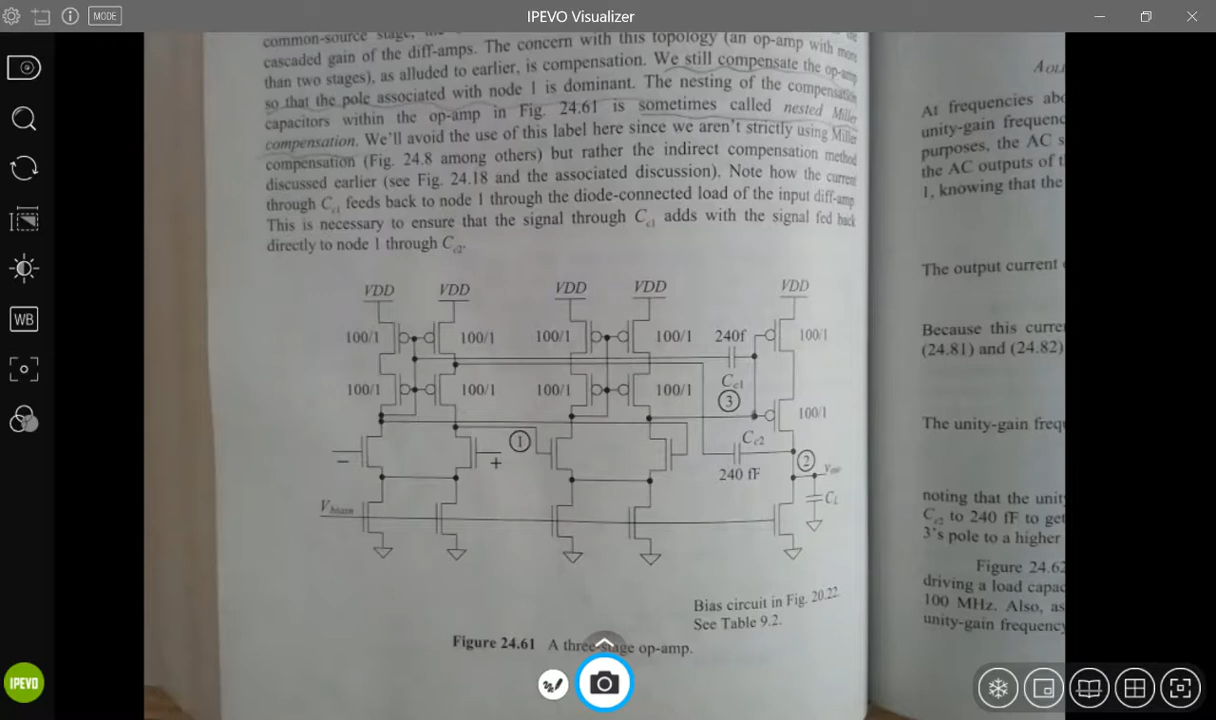 IPEVO Visualizer
MODE
WB
IPEVO
common-source stage, the
cascaded gain of the diff-amps. The concern with this topology (an op-amp with more
than two stages), as alluded to earlier, is compensation. We still compensate the op-amp
so that the pole associated with node 1 is dominant. The nesting of the compensation
capacitors within the op-amp in Fig. 24.61 is sometimes called nested Miller
compensation. We'll avoid the use of this label here since we aren't strictly using Miller
compensation (Fig. 24.8 among others) but rather the indirect compensation method
discussed earlier (see Fig. 24.18 and the associated discussion). Note how the current
through Cc1 feeds back to node 1 through the diode-connected load of the input diff-amp
This is necessary to ensure that the signal through Cc1 adds with the signal fed back
directly to node 1 through Cc2.
VDD VDD VDD VDD VDD
100/1 100/1 100/1 100/1 240f 100/1
100/1 100/1 100/1 100/1 Cc1
3 100/1
1 Cc2
− + 240 fF 2
CL
Bias circuit in Fig. 20.22.
See Table 9.2.
Figure 24.61 A three-stage op-amp.
At frequencies
unity-gain
purposes, the AC
the AC outputs of
1, knowing that the
The output current
Because this
(24.81) and (24.82)
The unity-gain
noting that the
Cc2 to 240 fF to get
3's pole to a higher
Figure
driving a load
100 MHz. Also, as
unity-gain frequency